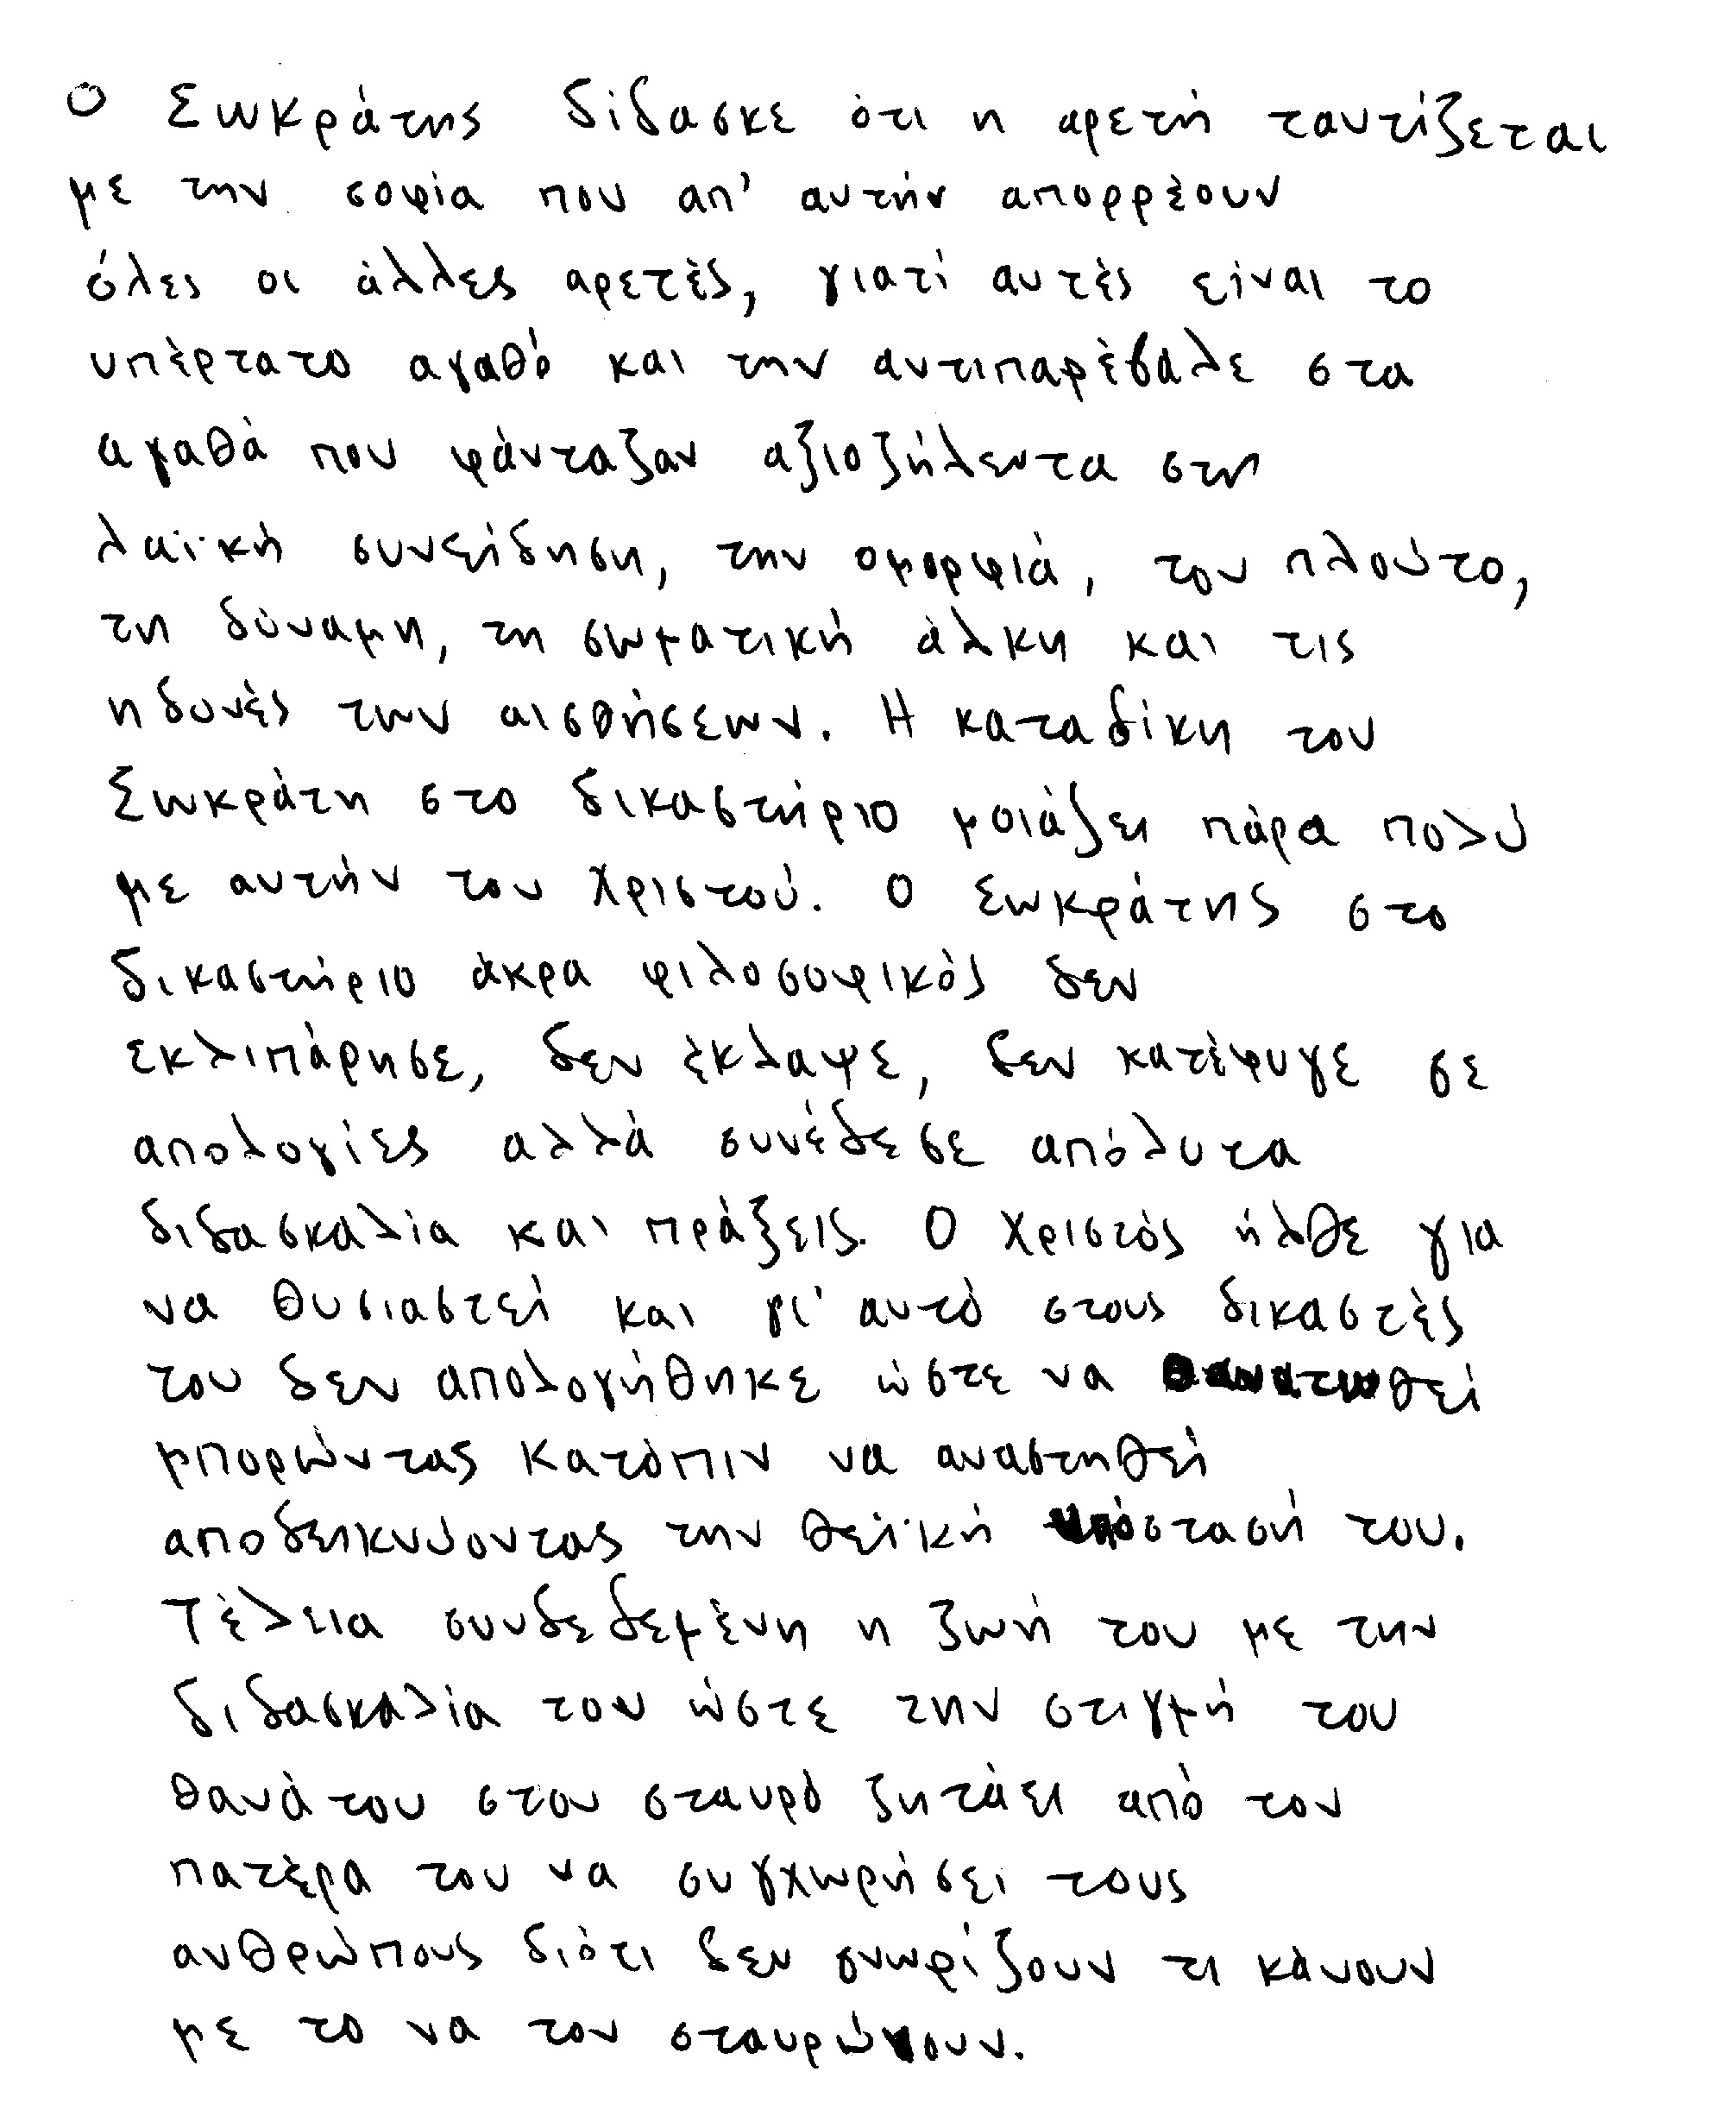 Ο Σωκράτης δίδασκε ότι η αρετή ταυτίζεται
με την σοφία που απ' αυτήν απορρέουν
όλες οι άλλες αρετές, γιατί αυτές είναι το
υπέρτατο αγαθό και την αντιπαρέβαλε στα
αγαθά που φάνταζαν αξιοζήλευτα στη
λαϊκή συνείδηση, την ομορφιά, τον πλούτο,
τη δύναμη, τη σωματική άλκη και τις
ηδονές των αισθήσεων. Η καταδίκη του
Σωκράτη στο δικαστήριο μοιάζει πάρα πολύ
με αυτήν του Χριστού. Ο Σωκράτης στο
δικαστήριο άκρα φιλοσοφικός δεν
εκλιπάρησε, δεν έκλαψε, δεν κατέφυγε σε
απολογίες αλλά συνέδεσε απόλυτα
διδασκαλία και πράξεις. Ο Χριστός ήλθε για
να θυσιαστεί και γι' αυτό στους δικαστές
του δεν απολογήθηκε ώστε να θανατωθεί
μπορώντας κατόπιν να αναστηθεί
αποδεικνύοντας την θεϊκή υπόστασή του.
Τέλεια συνδεδεμένη η ζωή του με την
διδασκαλία του ώστε την στιγμή του
θανάτου στον σταυρό ζητάει από τον
πατέρα του να συγχωρήσει τους
ανθρώπους διότι δεν γνωρίζουν τι κάνουν
με το να τον σταυρώνουν.